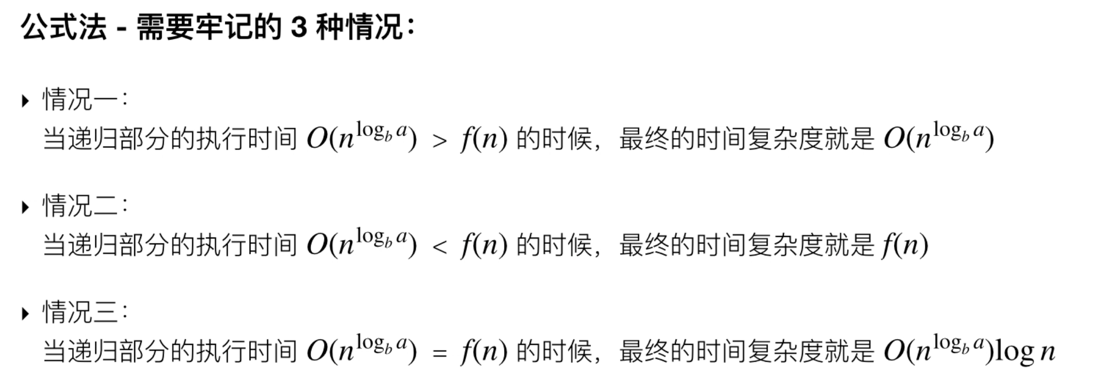 公式法 - 需要牢记的 3 种情况：
▸ 情况一：
当递归部分的执行时间 O(n^{log_b a}) > f(n) 的时候，最终的时间复杂度就是 O(n^{log_b a})
▸ 情况二：
当递归部分的执行时间 O(n^{log_b a}) < f(n) 的时候，最终的时间复杂度就是 f(n)
▸ 情况三：
当递归部分的执行时间 O(n^{log_b a}) = f(n) 的时候，最终的时间复杂度就是 O(n^{log_b a})log n